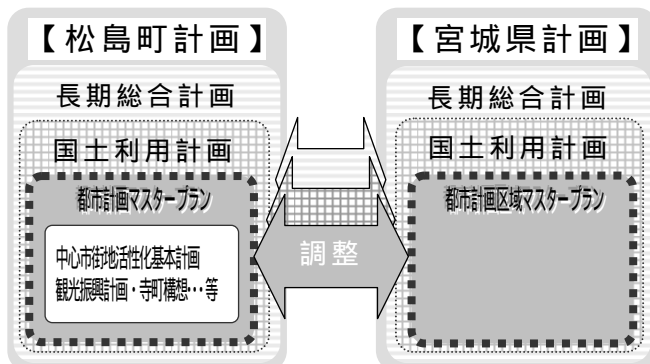 【松島町計画】
長期総合計画
国土利用計画
都市計画マスタープラン
中心市街地活性化基本計画
観光振興計画・寺町構想…等
調整
【宮城県計画】
長期総合計画
国土利用計画
都市計画区域マスタープラン